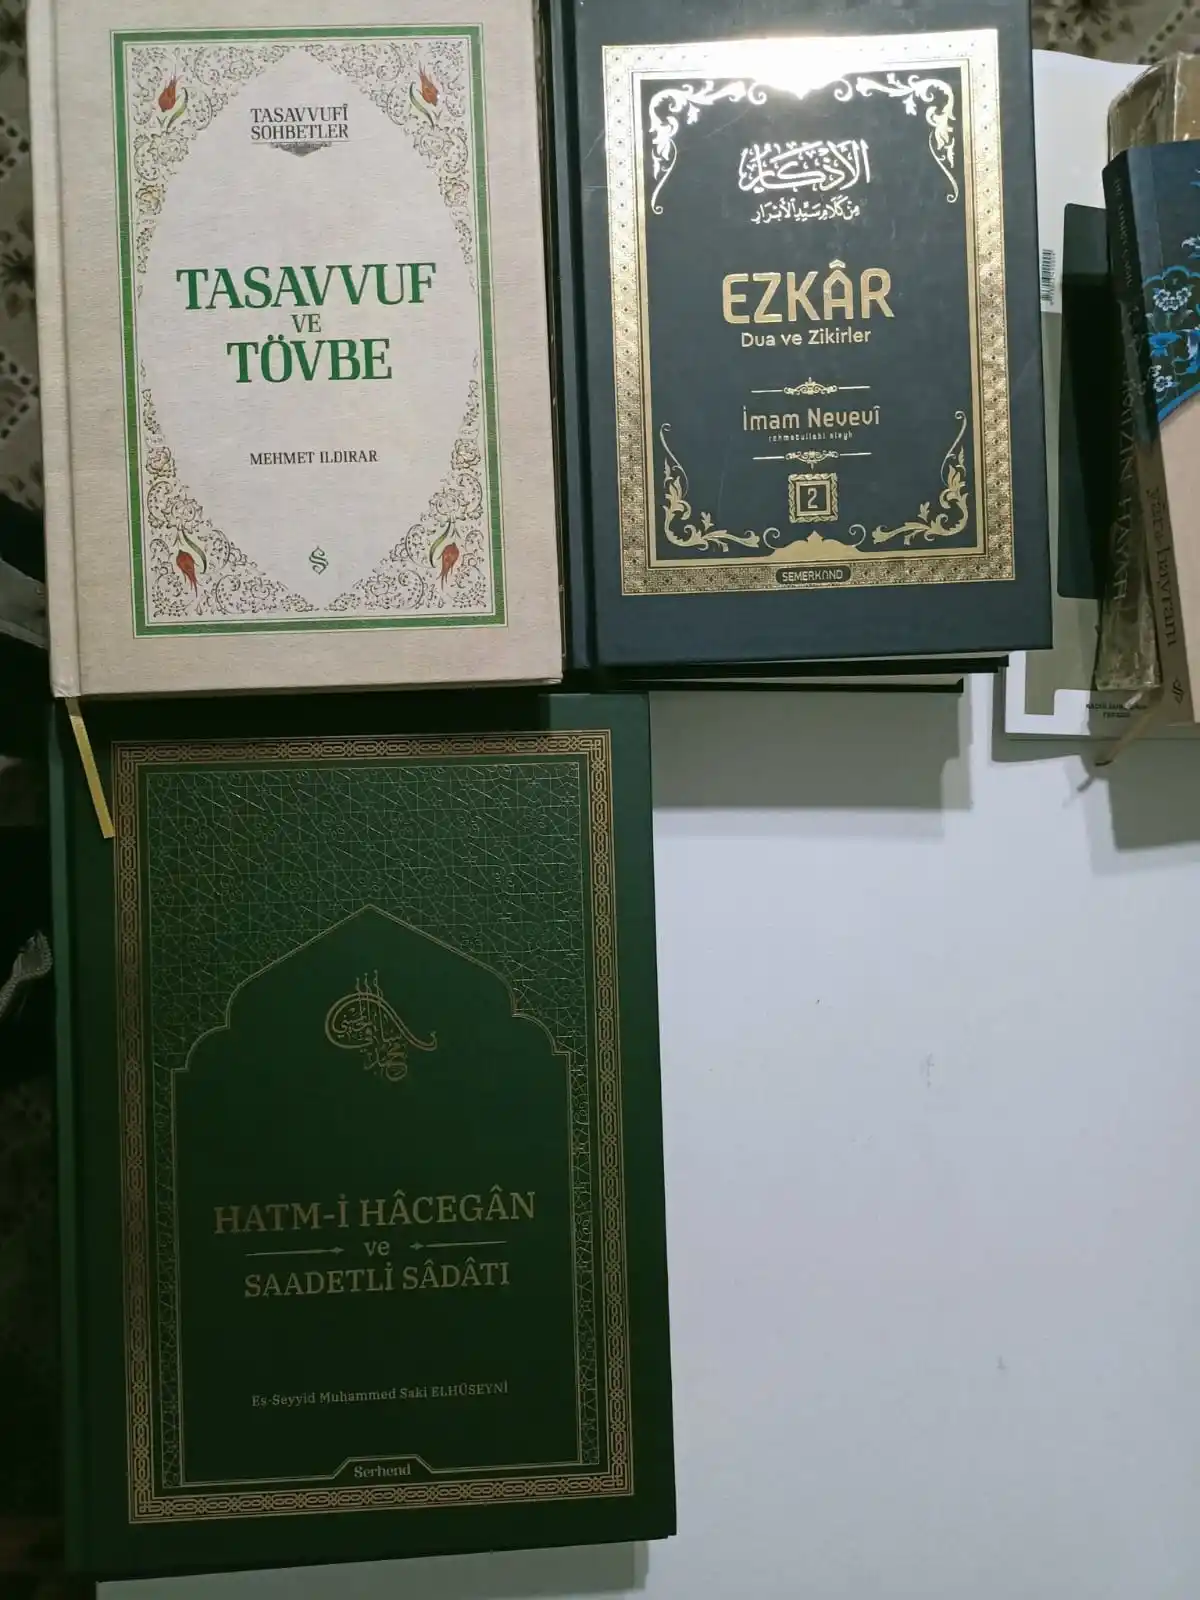 TASAVVUFÎ
SOHBETLER
TASAVVUF
VE
TÖVBE
MEHMET ILDIRAR
الأذكار
من كلام سيد الأبرار
EZKÂR
Dua ve Zikirler
İmam Nevevî
rahmetullahi aleyh
2
SEMERKAND
HATM-İ HÂCEGÂN
ve
SAADETLİ SÂDÂTI
Es-Seyyid Muhammed Saki ELHÜSEYNİ
Serhend